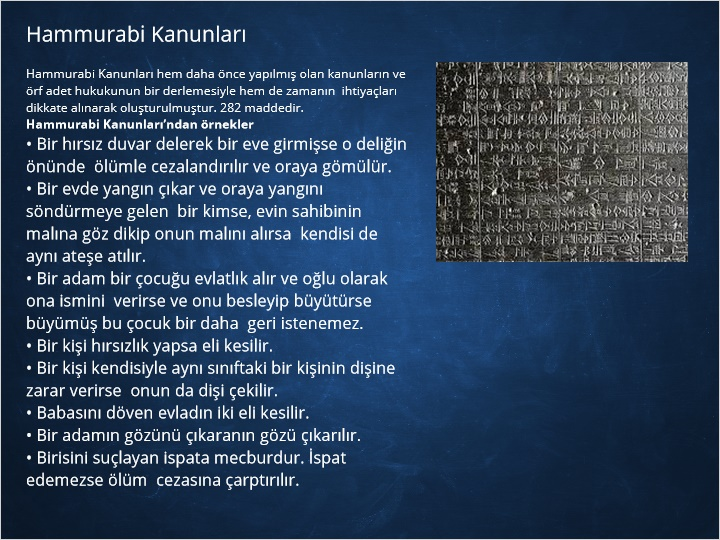 Hammurabi Kanunları
Hammurabi Kanunları hem daha önce yapılmış olan kanunların ve
örf adet hukukunun bir derlemesiyle hem de zamanın  ihtiyaçları
dikkate alınarak oluşturulmuştur. 282 maddedir.
Hammurabi Kanunları’ndan örnekler
• Bir hırsız duvar delerek bir eve girmişse o deliğin
önünde  ölümle cezalandırılır ve oraya gömülür.
• Bir evde yangın çıkar ve oraya yangını
söndürmeye gelen  bir kimse, evin sahibinin
malına göz dikip onun malını alırsa  kendisi de
aynı ateşe atılır.
• Bir adam bir çocuğu evlatlık alır ve oğlu olarak
ona ismini  verirse ve onu besleyip büyütürse
büyümüş bu çocuk bir daha  geri istenemez.
• Bir kişi hırsızlık yapsa eli kesilir.
• Bir kişi kendisiyle aynı sınıftaki bir kişinin dişine
zarar verirse  onun da dişi çekilir.
• Babasını döven evladın iki eli kesilir.
• Bir adamın gözünü çıkaranın gözü çıkarılır.
• Birisini suçlayan ispata mecburdur. İspat
edemezse ölüm  cezasına çarptırılır.